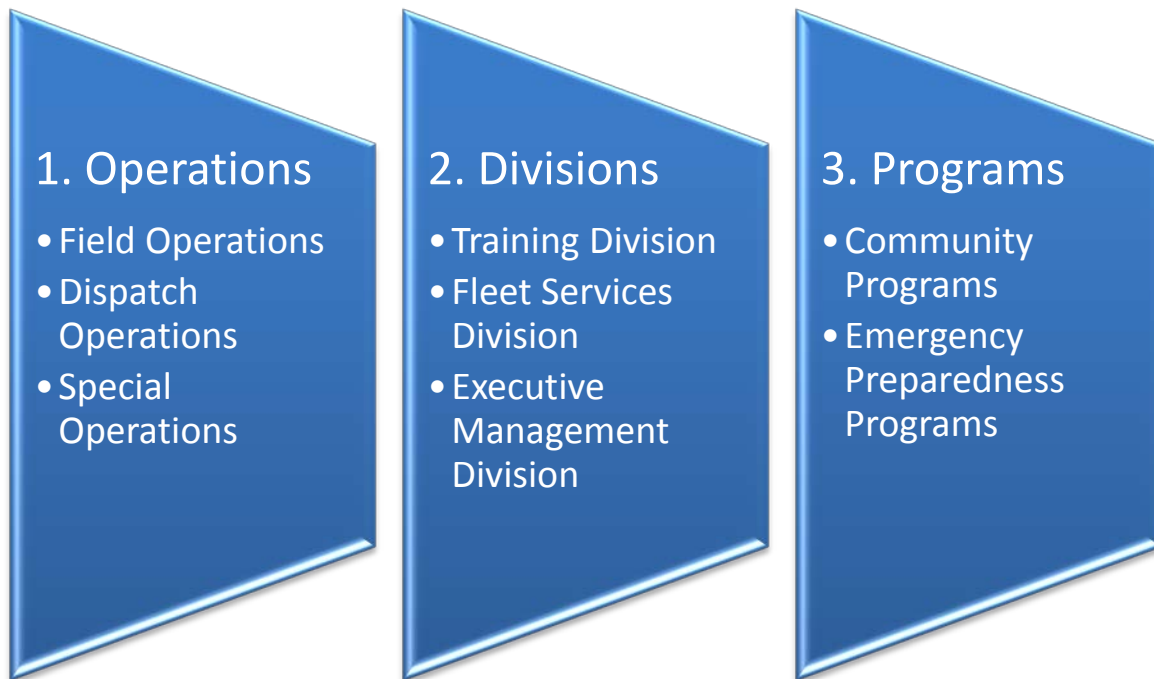 1. Operations
• Field Operations
• Dispatch
Operations
• Special
Operations
2. Divisions
• Training Division
• Fleet Services
Division
• Executive
Management
Division
3. Programs
• Community
Programs
• Emergency
Preparedness
Programs